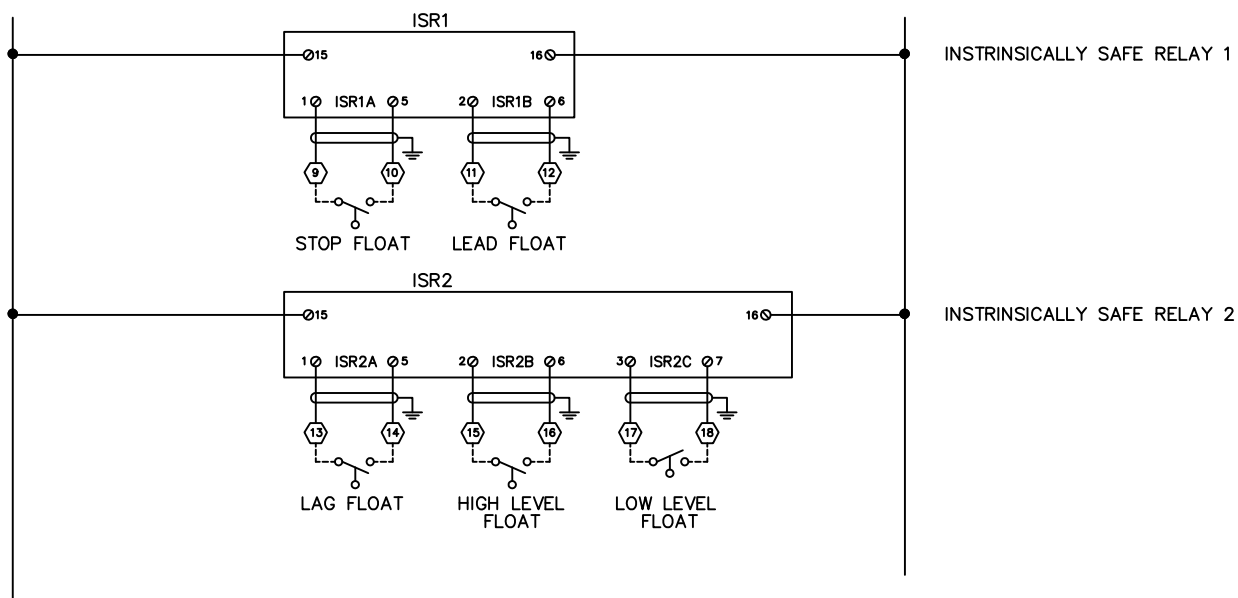 ISR1
15 16 INSTRINSICALLY SAFE RELAY 1
1 ISR1A 5 2 ISR1B 6
9 10 11 12
STOP FLOAT LEAD FLOAT
ISR2
15 16 INSTRINSICALLY SAFE RELAY 2
1 ISR2A 5 2 ISR2B 6 3 ISR2C 7
13 14 15 16 17 18
LAG FLOAT HIGH LEVEL LOW LEVEL
FLOAT FLOAT